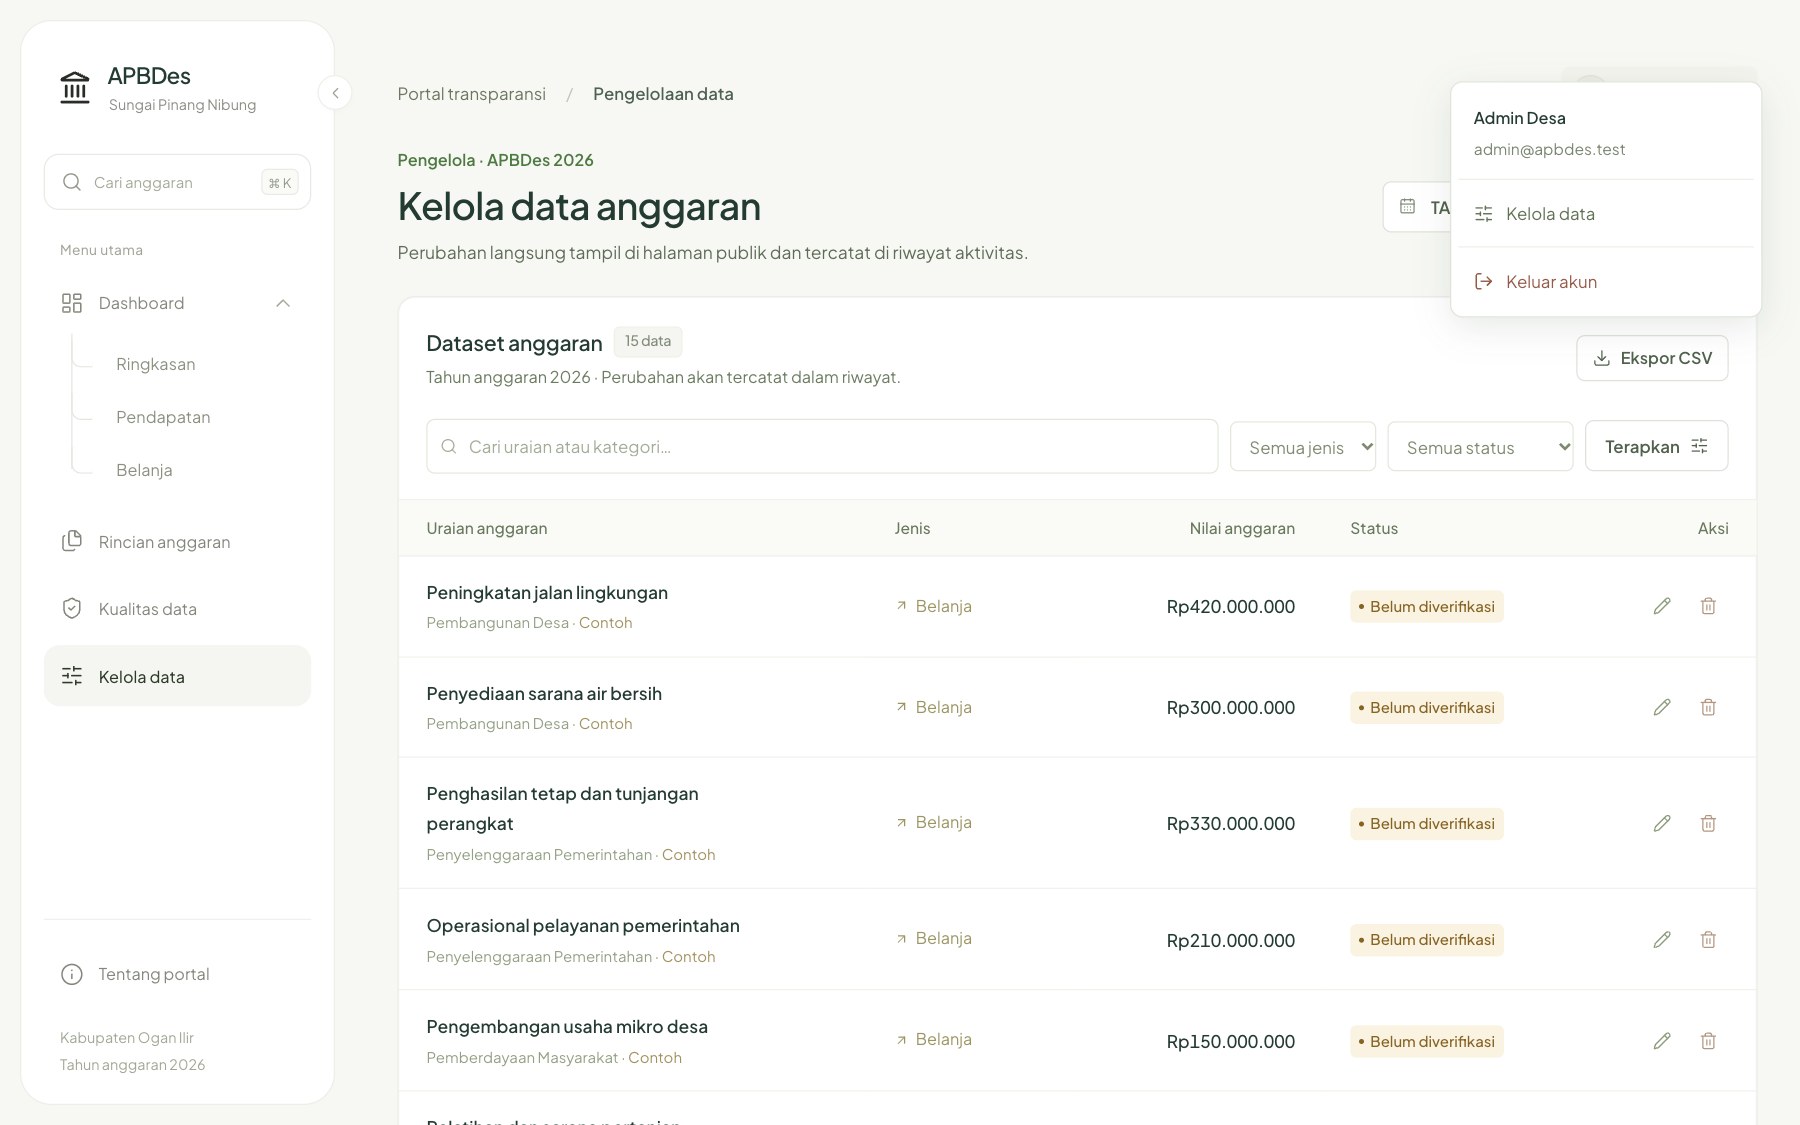 APBDes
Sungai Pinang Nibung
Cari anggaran
⌘ K
Menu utama
Dashboard
Ringkasan
Pendapatan
Belanja
Rincian anggaran
Kualitas data
Kelola data
Tentang portal
Kabupaten Ogan Ilir
Tahun anggaran 2026
Portal transparansi / Pengelolaan data
Pengelola · APBDes 2026
Kelola data anggaran
Perubahan langsung tampil di halaman publik dan tercatat di riwayat aktivitas.
TA
Admin Desa
admin@apbdes.test
Kelola data
Keluar akun
Dataset anggaran 15 data
Tahun anggaran 2026 · Perubahan akan tercatat dalam riwayat.
Ekspor CSV
Cari uraian atau kategori...
Semua jenis
Semua status
Terapkan
Uraian anggaran Jenis Nilai anggaran Status Aksi
Peningkatan jalan lingkungan
Pembangunan Desa · Contoh
Belanja Rp420.000.000 • Belum diverifikasi
Penyediaan sarana air bersih
Pembangunan Desa · Contoh
Belanja Rp300.000.000 • Belum diverifikasi
Penghasilan tetap dan tunjangan
perangkat
Penyelenggaraan Pemerintahan · Contoh
Belanja Rp330.000.000 • Belum diverifikasi
Operasional pelayanan pemerintahan
Penyelenggaraan Pemerintahan · Contoh
Belanja Rp210.000.000 • Belum diverifikasi
Pengembangan usaha mikro desa
Pemberdayaan Masyarakat · Contoh
Belanja Rp150.000.000 • Belum diverifikasi